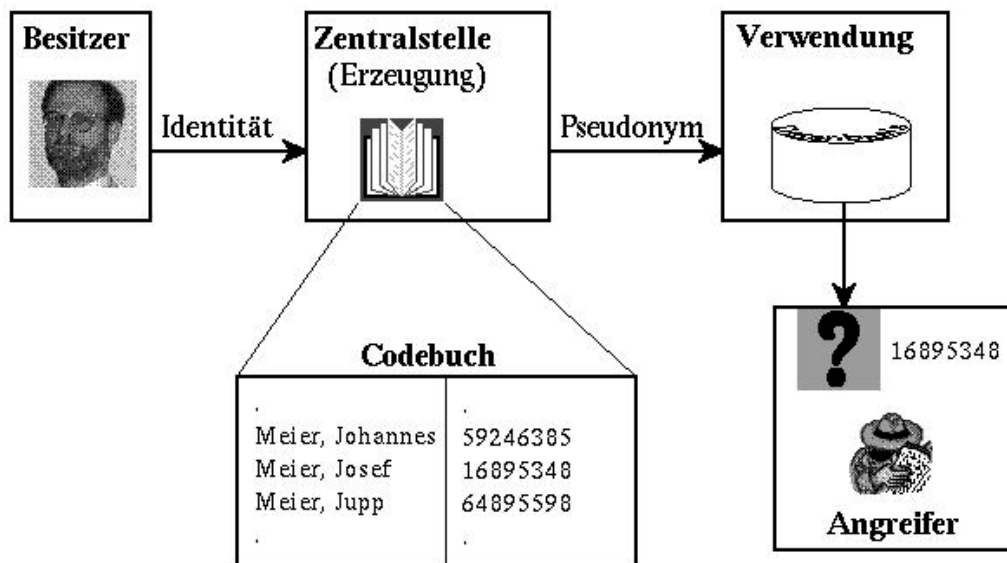 Besitzer
Identität
Zentralstelle
(Erzeugung)
Pseudonym
Verwendung
Codebuch
. .
Meier, Johannes 59246385
Meier, Josef 16895348
Meier, Jupp 64895598
. .
16895348
Angreifer